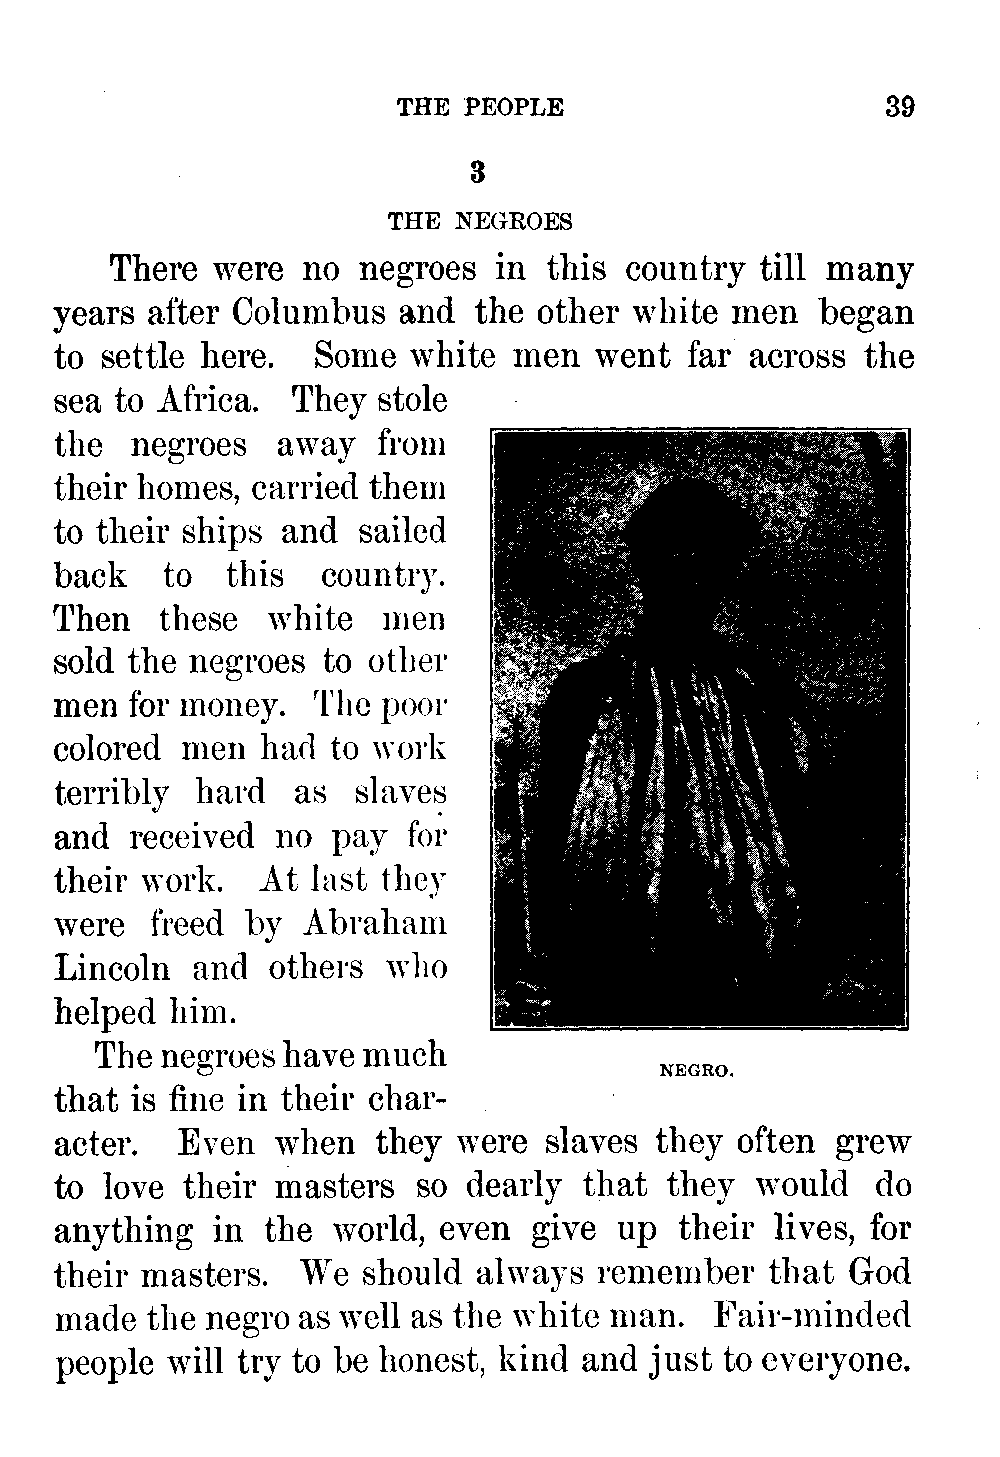 THE PEOPLE 39
3
THE NEGROES
There were no negroes in this country till many
years after Columbus and the other white men began
to settle here. Some white men went far across the
sea to Africa. They stole
the negroes away from
their homes, carried them
to their ships and sailed
back to this country.
Then these white men
sold the negroes to other
men for money. The poor
colored men had to work
terribly hard as slaves
and received no pay for
their work. At last they
were freed by Abraham
Lincoln and others who
helped him.
The negroes have much
that is fine in their char-
acter. Even when they were slaves they often grew
to love their masters so dearly that they would do
anything in the world, even give up their lives, for
their masters. We should always remember that God
made the negro as well as the white man. Fair-minded
people will try to be honest, kind and just to everyone.
NEGRO.